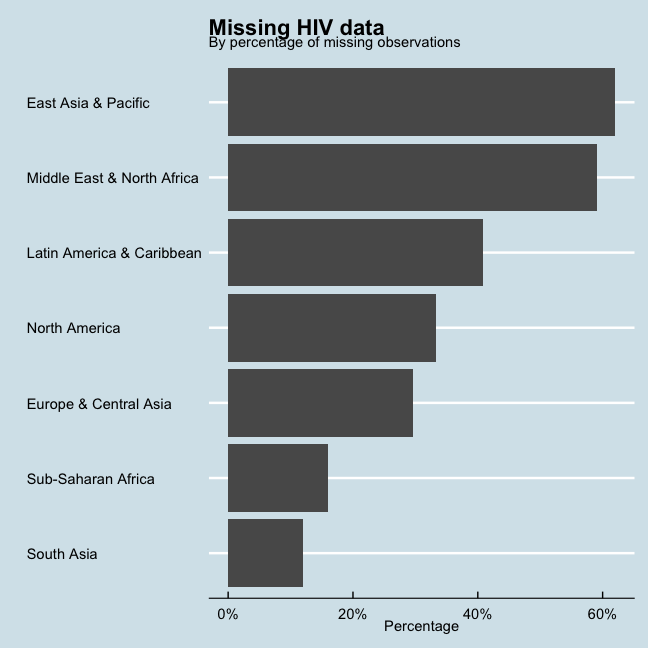 Missing HIV data
By percentage of missing observations
East Asia & Pacific
Middle East & North Africa
Latin America & Caribbean
North America
Europe & Central Asia
Sub-Saharan Africa
South Asia
0% 20% 40% 60%
Percentage